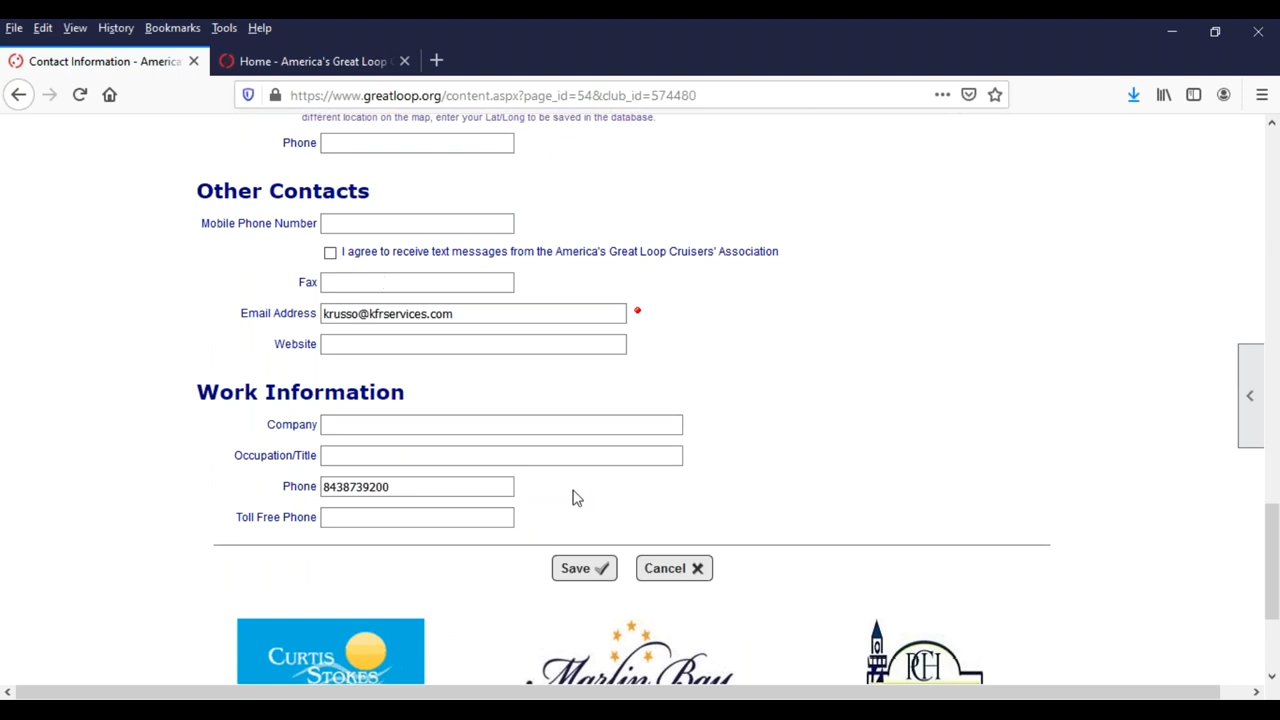 File Edit View History Bookmarks Tools Help
Contact Information - America
Home - America's Great Loop
https://www.greatloop.org/content.aspx?page_id=54&club_id=574480
different location on the map, enter your Lat/Long to be saved in the database.
Phone
Other Contacts
Mobile Phone Number
I agree to receive text messages from the America's Great Loop Cruisers' Association
Fax
Email Address krusso@kfrservices.com
Website
Work Information
Company
Occupation/Title
Phone 8438739200
Toll Free Phone
Save Cancel
CURTIS
STOKES
Marlin Bay
PCH